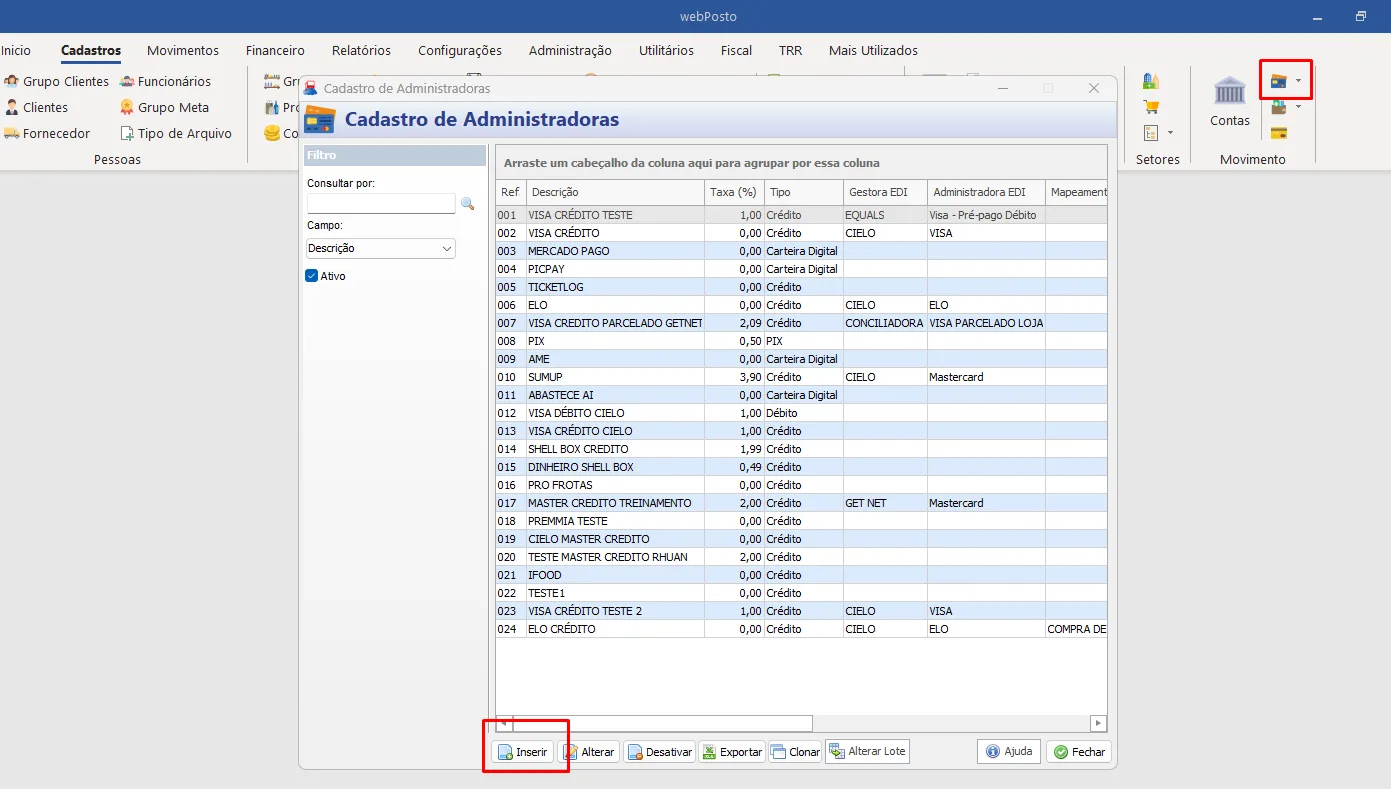 webPosto
Inicio Cadastros Movimentos Financeiro Relatórios Configurações Administração Utilitários Fiscal TRR Mais Utilizados
Grupo Clientes Funcionários
Clientes Grupo Meta
Fornecedor Tipo de Arquivo
Pessoas
Contas
Setores Movimento
Cadastro de Administradoras
Cadastro de Administradoras
Filtro
Consultar por:
Campo:
Descrição
Ativo
Arraste um cabeçalho da coluna aqui para agrupar por essa coluna
Ref Descrição Taxa (%) Tipo Gestora EDI Administradora EDI Mapeament
001 VISA CRÉDITO TESTE 1,00 Crédito EQUALS Visa - Pré-pago Débito
002 VISA CRÉDITO 0,00 Crédito CIELO VISA
003 MERCADO PAGO 0,00 Carteira Digital
004 PICPAY 0,00 Carteira Digital
005 TICKETLOG 0,00 Crédito
006 ELO 0,00 Crédito CIELO ELO
007 VISA CREDITO PARCELADO GETNET 2,09 Crédito CONCILIADORA VISA PARCELADO LOJA
008 PIX 0,50 PIX
009 AME 0,00 Carteira Digital
010 SUMUP 3,90 Crédito CIELO Mastercard
011 ABASTECE AI 0,00 Carteira Digital
012 VISA DÉBITO CIELO 1,00 Débito
013 VISA CRÉDITO CIELO 1,00 Crédito
014 SHELL BOX CREDITO 1,99 Crédito
015 DINHEIRO SHELL BOX 0,49 Crédito
016 PRO FROTAS 0,00 Crédito
017 MASTER CREDITO TREINAMENTO 2,00 Crédito GET NET Mastercard
018 PREMMIA TESTE 0,00 Crédito
019 CIELO MASTER CREDITO 0,00 Crédito
020 TESTE MASTER CREDITO RHUAN 2,00 Crédito
021 IFOOD 0,00 Crédito
022 TESTE1 0,00 Crédito
023 VISA CRÉDITO TESTE 2 1,00 Crédito CIELO VISA
024 ELO CRÉDITO 0,00 Crédito CIELO ELO COMPRA DE
Inserir Alterar Desativar Exportar Clonar Alterar Lote Ajuda Fechar